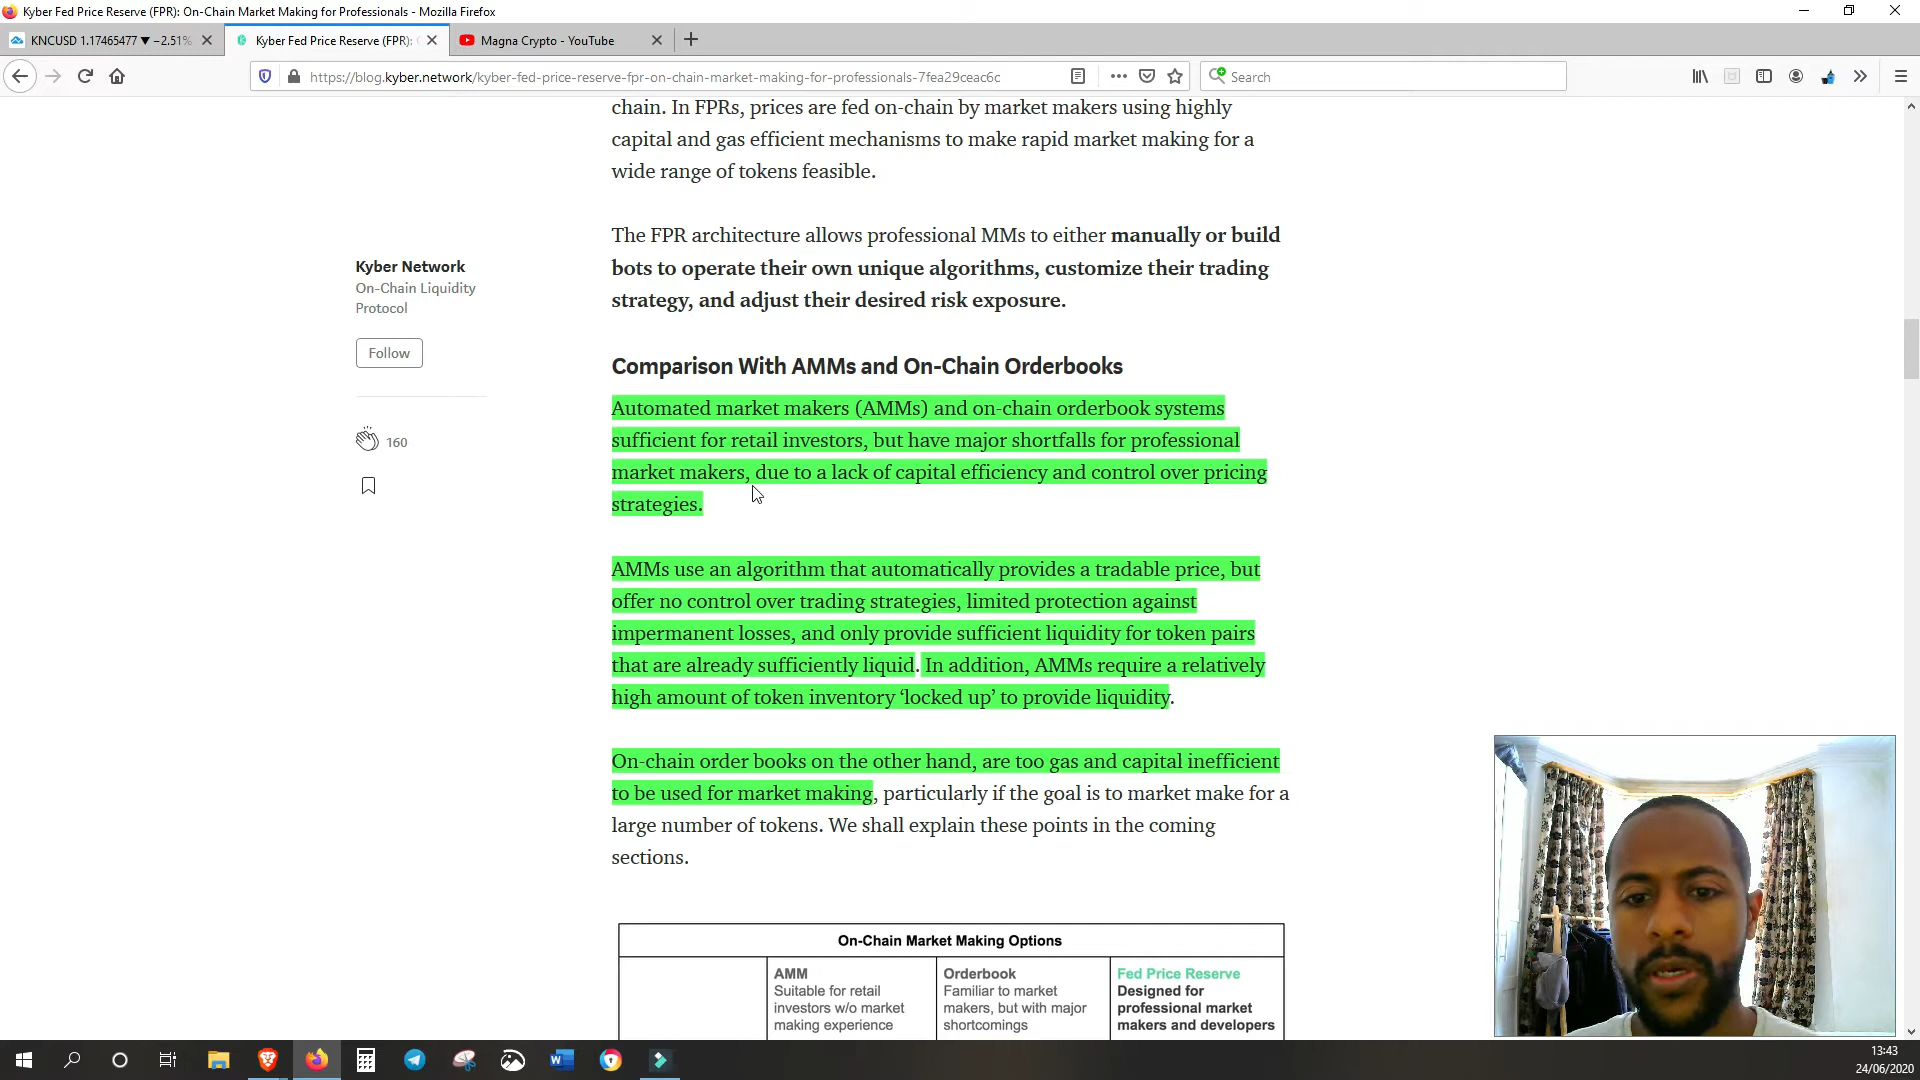 Kyber Fed Price Reserve (FPR): On-Chain Market Making for Professionals - Mozilla Firefox
KNCUSD 1.17465477 ▼ −2.51%
Kyber Fed Price Reserve (FPR):
Magna Crypto - YouTube
https://blog.kyber.network/kyber-fed-price-reserve-fpr-on-chain-market-making-for-professionals-7fea29ceac6c
Search
chain. In FPRs, prices are fed on-chain by market makers using highly
capital and gas efficient mechanisms to make rapid market making for a
wide range of tokens feasible.
The FPR architecture allows professional MMs to either manually or build
bots to operate their own unique algorithms, customize their trading
strategy, and adjust their desired risk exposure.
Kyber Network
On-Chain Liquidity
Protocol
Follow
160
Comparison With AMMs and On-Chain Orderbooks
Automated market makers (AMMs) and on-chain orderbook systems
sufficient for retail investors, but have major shortfalls for professional
market makers, due to a lack of capital efficiency and control over pricing
strategies.
AMMs use an algorithm that automatically provides a tradable price, but
offer no control over trading strategies, limited protection against
impermanent losses, and only provide sufficient liquidity for token pairs
that are already sufficiently liquid. In addition, AMMs require a relatively
high amount of token inventory ‘locked up’ to provide liquidity.
On-chain order books on the other hand, are too gas and capital inefficient
to be used for market making, particularly if the goal is to market make for a
large number of tokens. We shall explain these points in the coming
sections.
On-Chain Market Making Options
AMM
Suitable for retail
investors w/o market
making experience
Orderbook
Familiar to market
makers, but with major
shortcomings
Fed Price Reserve
Designed for
professional market
makers and developers
13:43
24/06/2020